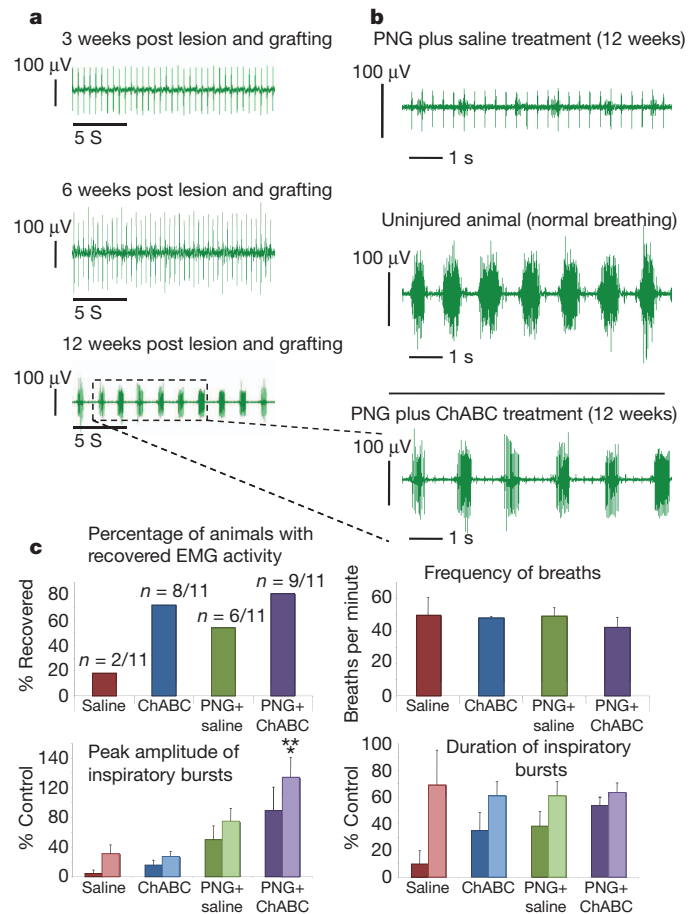 a
3 weeks post lesion and grafting
100 µV
5 S
6 weeks post lesion and grafting
100 µV
5 S
12 weeks post lesion and grafting
100 µV
5 S
b
PNG plus saline treatment (12 weeks)
100 µV
1 s
Uninjured animal (normal breathing)
100 µV
1 s
PNG plus ChABC treatment (12 weeks)
100 µV
1 s
c
Percentage of animals with
recovered EMG activity
% Recovered
80
60
40
20
0
n = 2/11
n = 8/11
n = 6/11
n = 9/11
Saline
ChABC
PNG+
saline
PNG+
ChABC
Frequency of breaths
Breaths per minute
60
40
20
0
Saline
ChABC
PNG+
saline
PNG+
ChABC
Peak amplitude of
inspiratory bursts
% Control
140
120
80
40
0
**
*
Saline
ChABC
PNG+
saline
PNG+
ChABC
Duration of inspiratory
bursts
% Control
100
80
60
40
20
0
Saline
ChABC
PNG+
saline
PNG+
ChABC